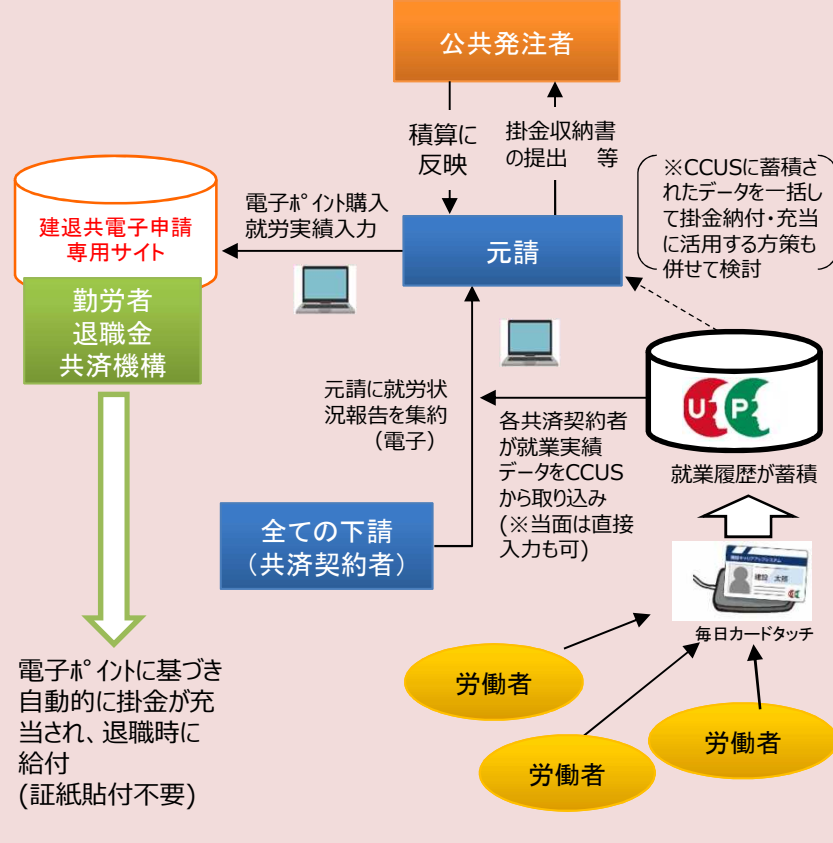 公共発注者
積算に
反映
掛金収納書
の提出　等
※CCUSに蓄積さ
れたデータを一括し
て掛金納付・充当
に活用する方策も
併せて検討
建退共電子申請
専用サイト
電子ﾎﾟｲﾝﾄ購入
就労実績入力
元請
勤労者
退職金
共済機構
元請に就労状
況報告を集約
（電子）
各共済契約者
が就業実績
データをCCUS
から取り込み
(※当面は直接
入力も可)
就業履歴が蓄積
全ての下請
（共済契約者）
建設　太郎
毎日カードタッチ
労働者
労働者
労働者
電子ﾎﾟｲﾝﾄに基づき
自動的に掛金が充
当され、退職時に
給付
(証紙貼付不要)